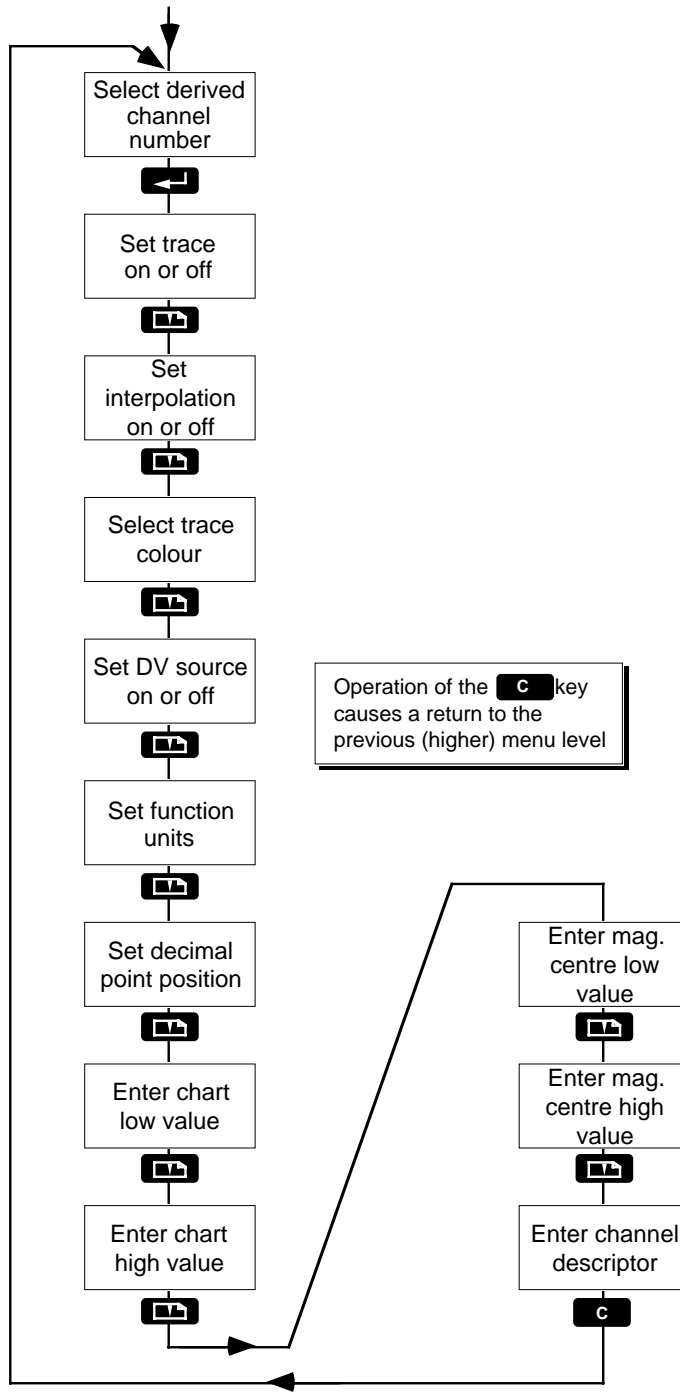 Select derived
channel
number
Set trace
on or off
Set
interpolation
on or off
Select trace
colour
Set DV source
on or off
Set function
units
Set decimal
point position
Enter chart
low value
Enter chart
high value
Operation of the C key
causes a return to the
previous (higher) menu level
Enter mag.
centre low
value
Enter mag.
centre high
value
Enter channel
descriptor
C